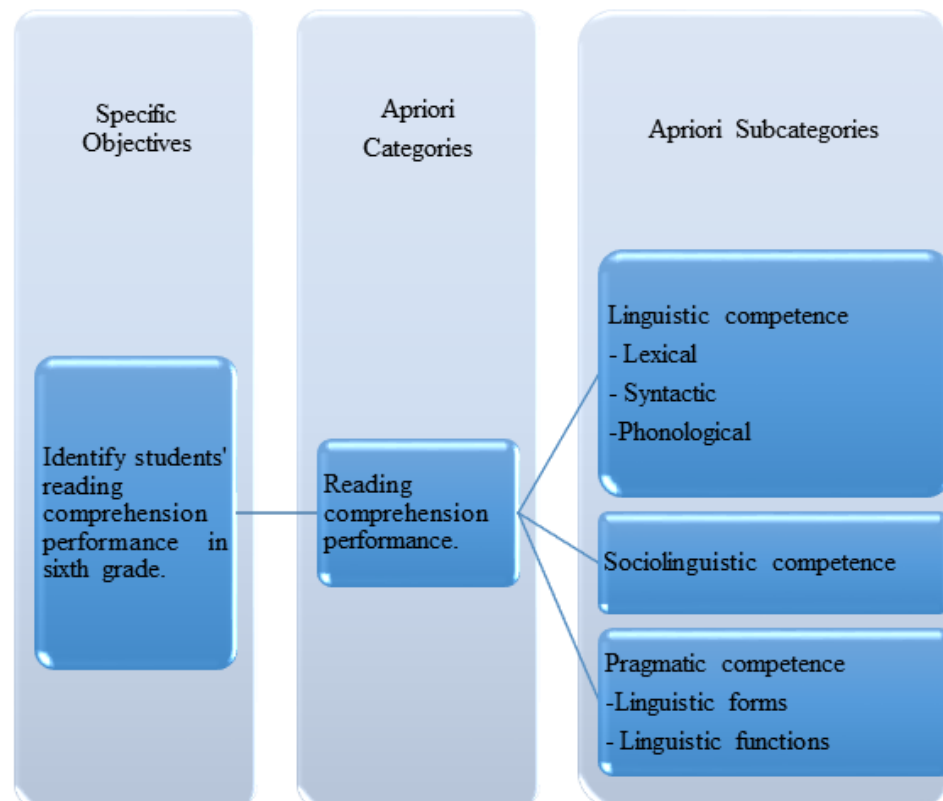 Specific
Objectives
Apriori
Categories
Apriori Subcategories
Identify students'
reading
comprehension
performance in
sixth grade.
Reading
comprehension
performance.
Linguistic competence
- Lexical
- Syntactic
-Phonological
Sociolinguistic competence
Pragmatic competence
-Linguistic forms
- Linguistic functions